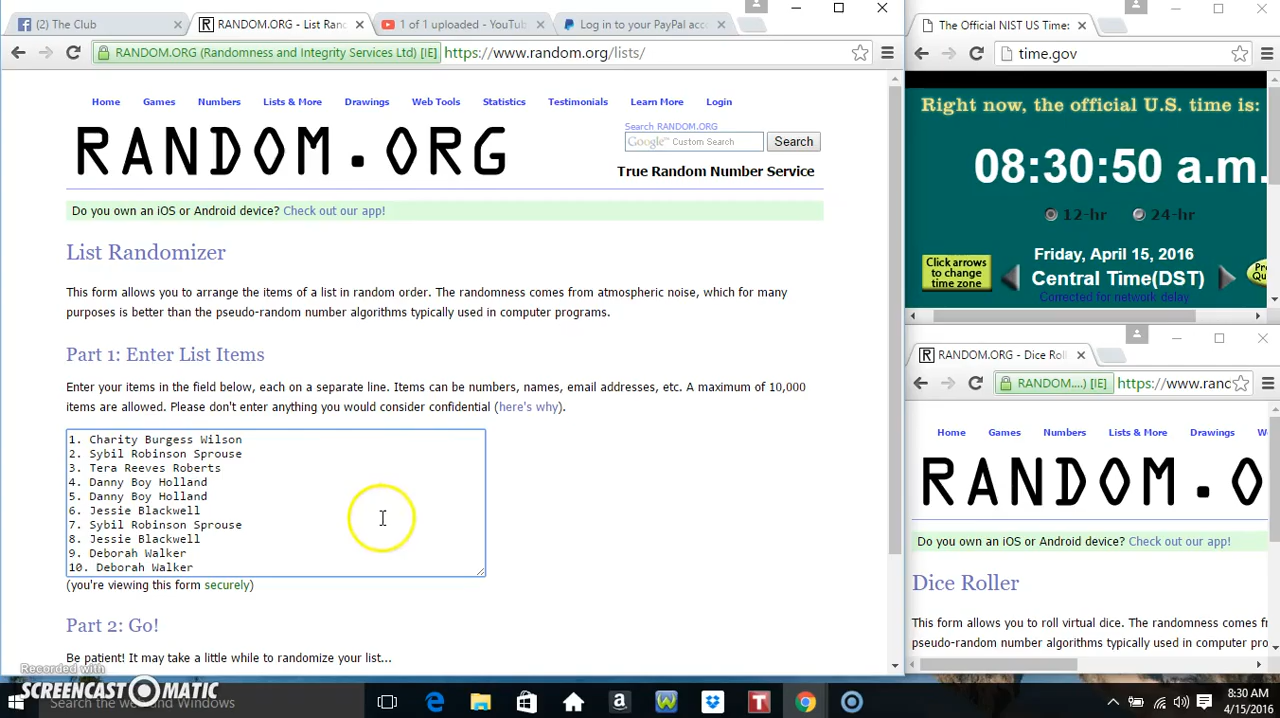 (2) The Club
RANDOM.ORG - List Ran
1 of 1 uploaded - YouTub
Log in to your PayPal acc
RANDOM.ORG (Randomness and Integrity Services Ltd) [IE]
https://www.random.org/lists/
Home Games Numbers Lists & More Drawings Web Tools Statistics Testimonials Learn More Login
RANDOM.ORG
Search RANDOM.ORG
Google™ Custom Search
Search
True Random Number Service
Do you own an iOS or Android device? Check out our app!
List Randomizer
This form allows you to arrange the items of a list in random order. The randomness comes from atmospheric noise, which for many
purposes is better than the pseudo-random number algorithms typically used in computer programs.
Part 1: Enter List Items
Enter your items in the field below, each on a separate line. Items can be numbers, names, email addresses, etc. A maximum of 10,000
items are allowed. Please don't enter anything you would consider confidential (here's why).
1. Charity Burgess Wilson
2. Sybil Robinson Sprouse
3. Tera Reeves Roberts
4. Danny Boy Holland
5. Danny Boy Holland
6. Jessie Blackwell
7. Sybil Robinson Sprouse
8. Jessie Blackwell
9. Deborah Walker
10. Deborah Walker
(you're viewing this form securely)
Part 2: Go!
Be patient! It may take a little while to randomize your list...
The Official NIST US Time:
time.gov
Right now, the official U.S. time is:
08:30:50 a.m.
12-hr 24-hr
Click arrows
to change
time zone
Friday, April 15, 2016
Central Time(DST)
Corrected for network delay
RANDOM.ORG - Dice Roll
RANDOM....) [IE]
https://www.ranc
Home Games Numbers Lists & More Drawings
RANDOM.O
Do you own an iOS or Android device? Check out our app!
Dice Roller
This form allows you to roll virtual dice. The randomness comes f
pseudo-random number algorithms typically used in computer pro
Recorded with
SCREENCAST-O-MATIC
Search the web and Windows
8:30 AM
4/15/2016